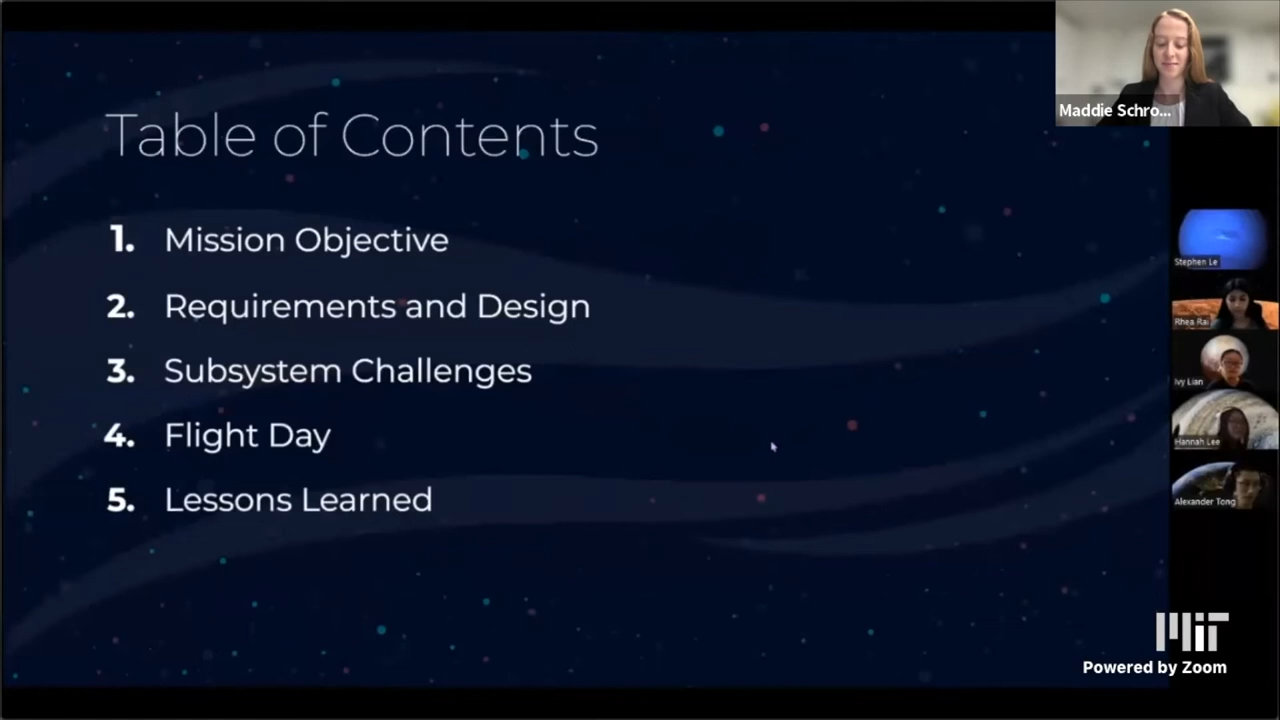 Table of Contents
1. Mission Objective
2. Requirements and Design
3. Subsystem Challenges
4. Flight Day
5. Lessons Learned
Maddie Schro...
Stephen Le
Rhea Rai
Ivy Lian
Hannah Lee
Alexander Tong
MIT
Powered by Zoom